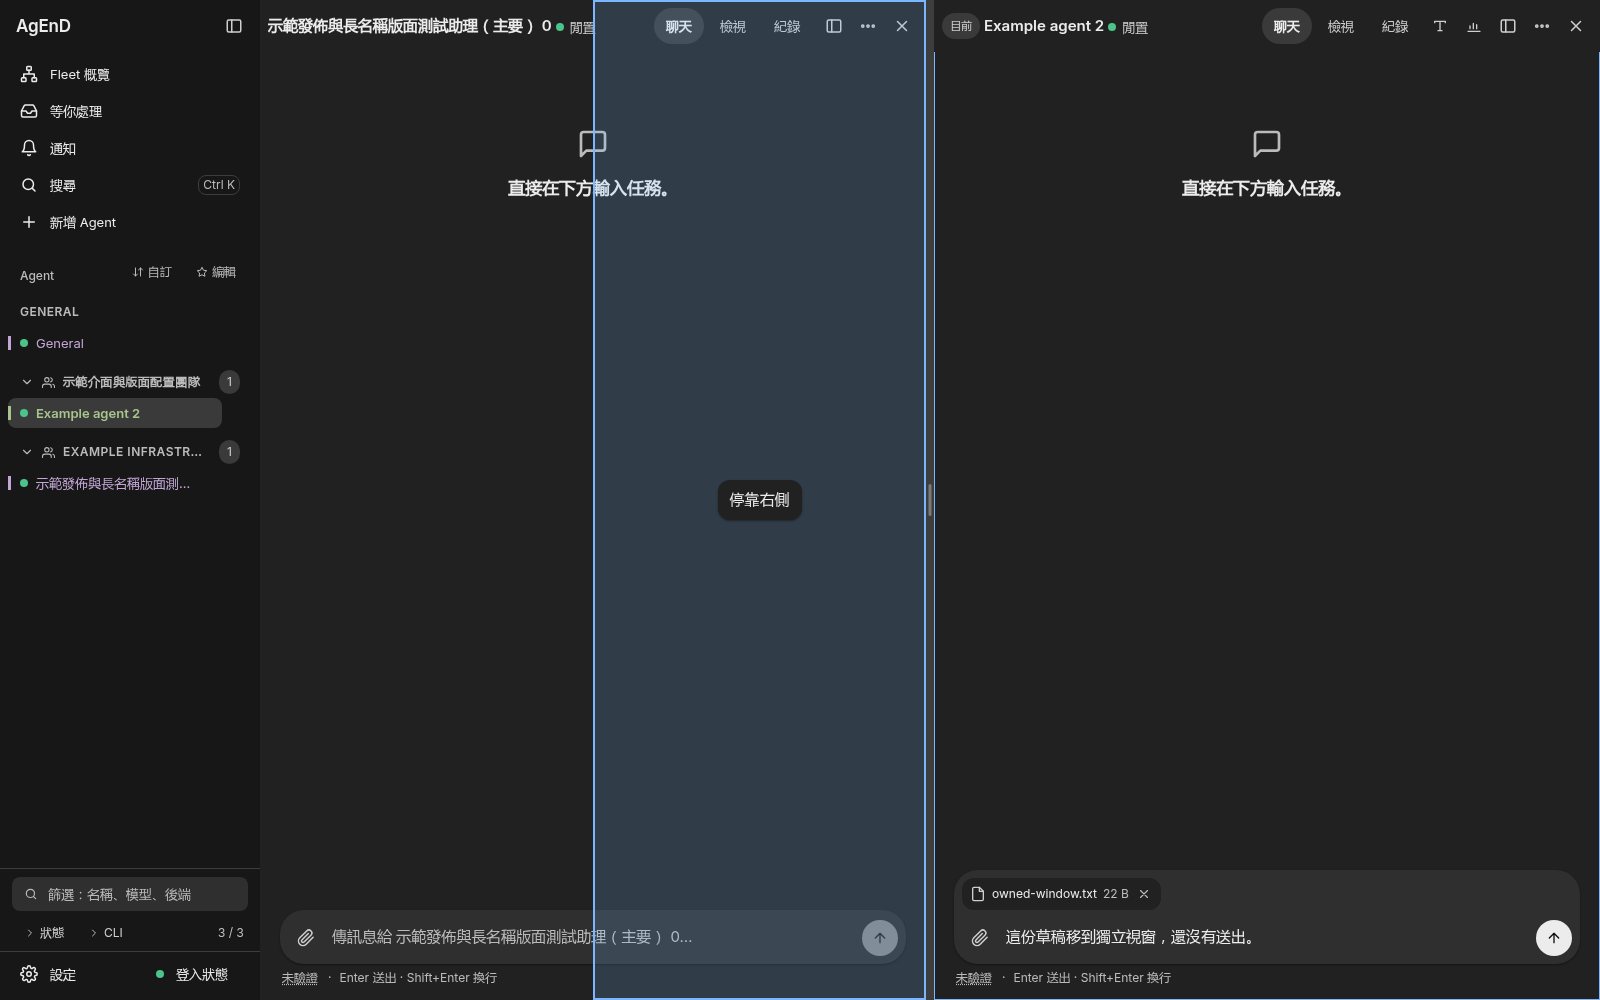 AgEnD
Fleet 概覽
等你處理
通知
搜尋 Ctrl K
新增 Agent
Agent 自訂 編輯
GENERAL
General
示範介面與版面配置團隊 1
Example agent 2
EXAMPLE INFRASTR... 1
示範發佈與長名稱版面測...
篩選：名稱、模型、後端
狀態 CLI 3 / 3
設定 登入狀態
示範發佈與長名稱版面測試助理（主要）0 閒置 聊天 檢視 紀錄
直接在下方輸入任務。
停靠右側
傳訊息給 示範發佈與長名稱版面測試助理（主要）0...
未驗證 · Enter 送出 · Shift+Enter 換行
目前 Example agent 2 閒置 聊天 檢視 紀錄
直接在下方輸入任務。
owned-window.txt 22 B
這份草稿移到獨立視窗，還沒有送出。
未驗證 · Enter 送出 · Shift+Enter 換行